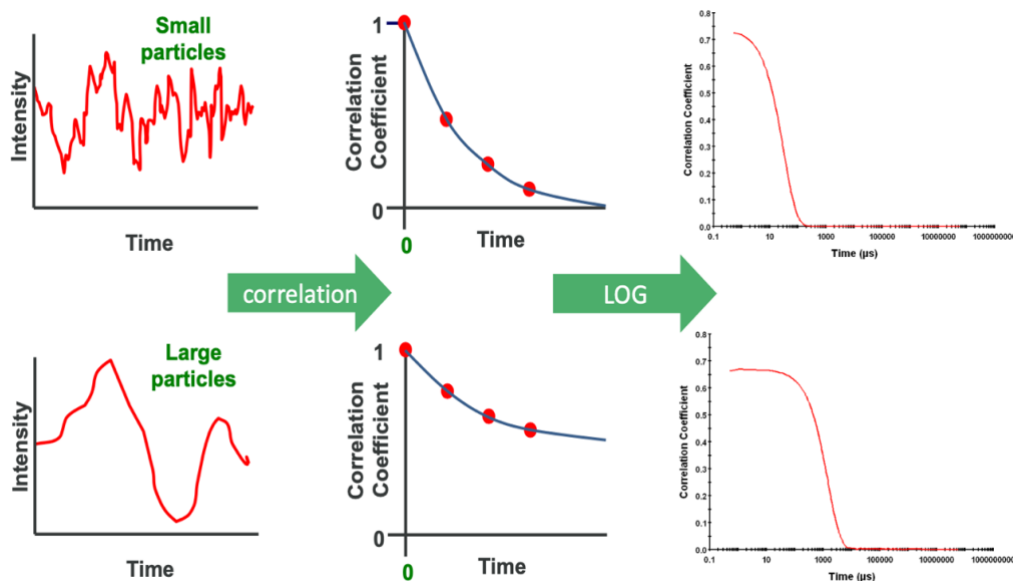 Small
particles
Intensity
Time
1
Correlation
Coefficient
0
0
Time
0.8
0.7
0.6
0.5
0.4
0.3
0.2
0.1
0.0
Correlation Coefficient
0.1
10
1000
100000
10000000
1000000000
Time (µs)
correlation
LOG
Large
particles
Intensity
Time
1
Correlation
Coefficient
0
0
Time
0.8
0.7
0.6
0.5
0.4
0.3
0.2
0.1
0.0
Correlation Coefficient
0.1
10
1000
100000
10000000
Time (µs)